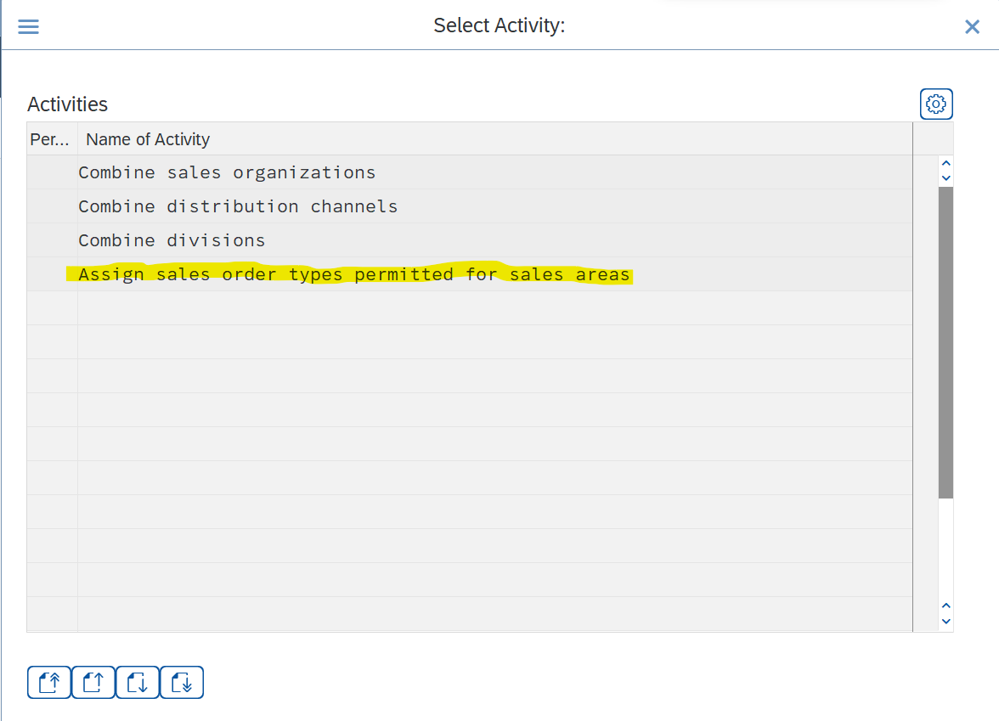 Select Activity:
Activities
Per... Name of Activity
Combine sales organizations
Combine distribution channels
Combine divisions
Assign sales order types permitted for sales areas